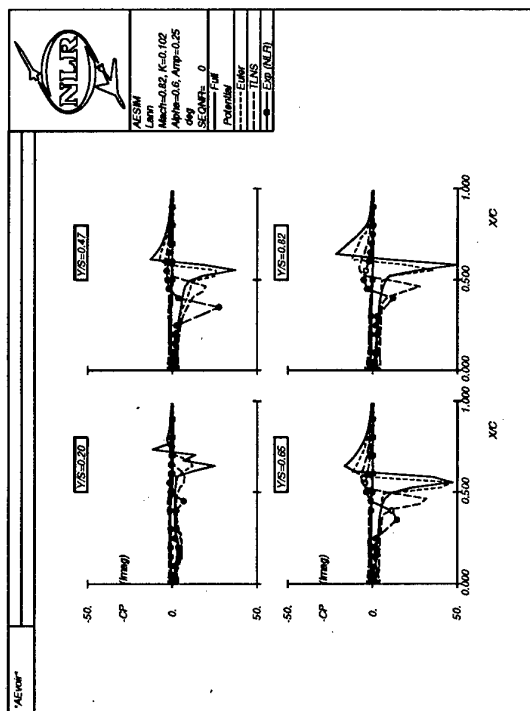 "AEvoir"
NLR
AESIM
Lann
Mach=0.82, K=0.102
Alpha=0.6, Amp=0.25
deg
SEQNR= 0
Full
Potential
Euler
TLNS
Exp (NLR)
Y/S=0.20
-50.
-CP
(Imag)
0.
50.
Y/S=0.47
Y/S=0.65
-50.
-CP
(Imag)
0.
50.
0.000
0.500
1.000
X/C
Y/S=0.82
0.000
0.500
1.000
X/C